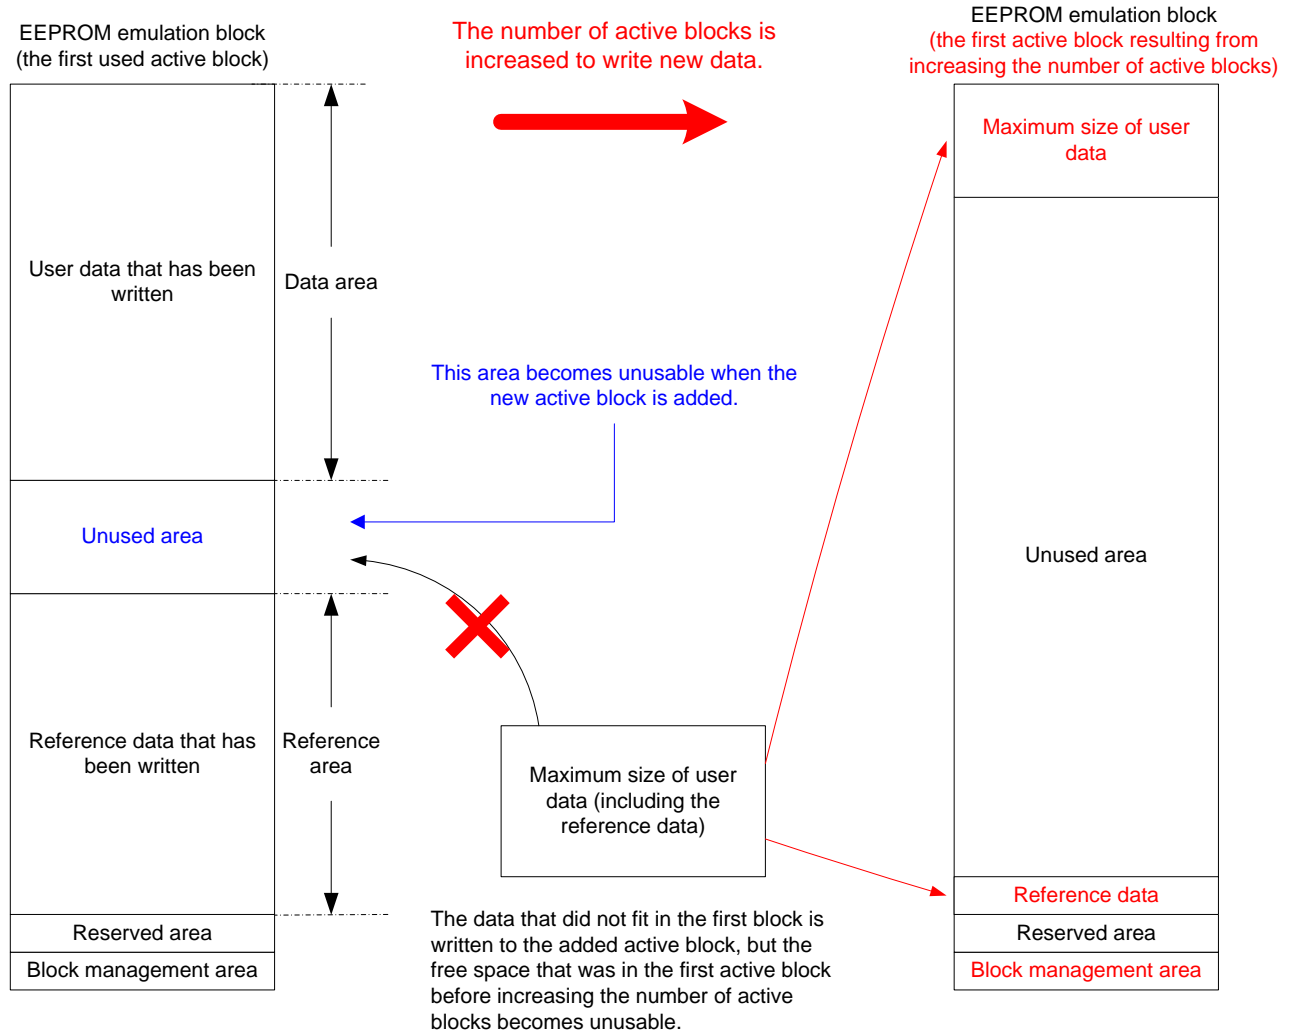 EEPROM emulation block
(the first used active block)
The number of active blocks is
increased to write new data.
EEPROM emulation block
(the first active block resulting from
increasing the number of active blocks)
Maximum size of user
data
User data that has been
written
Data area
This area becomes unusable when the
new active block is added.
Unused area
Unused area
Reference data that has
been written
Reference
area
Maximum size of user
data (including the
reference data)
Reference data
Reserved area
Block management area
The data that did not fit in the first block is
written to the added active block, but the
free space that was in the first active block
before increasing the number of active
blocks becomes unusable.
Reserved area
Block management area